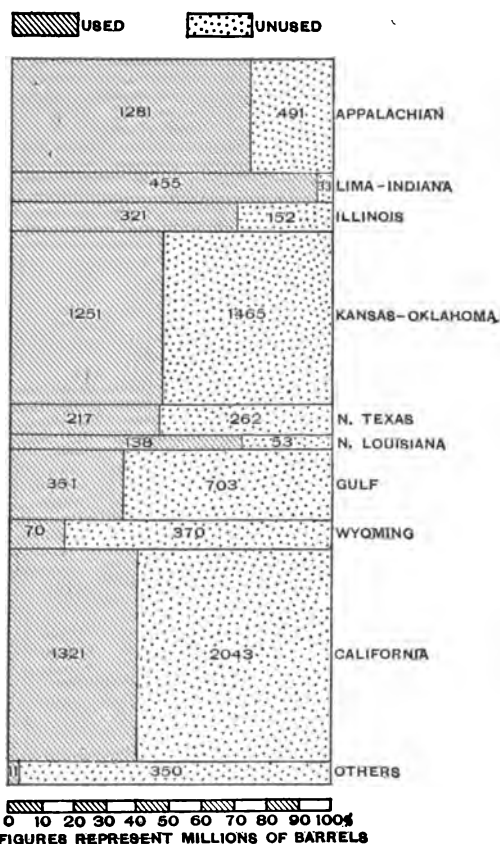 USED UNUSED
1281 491 APPALACHIAN
455 33 LIMA-INDIANA
321 152 ILLINOIS
1251 1465 KANSAS-OKLAHOMA
217 262 N. TEXAS
138 53 N. LOUISIANA
351 703 GULF
70 370 WYOMING
1321 2043 CALIFORNIA
11 350 OTHERS
0 10 20 30 40 50 60 70 80 90 100%
FIGURES REPRESENT MILLIONS OF BARRELS